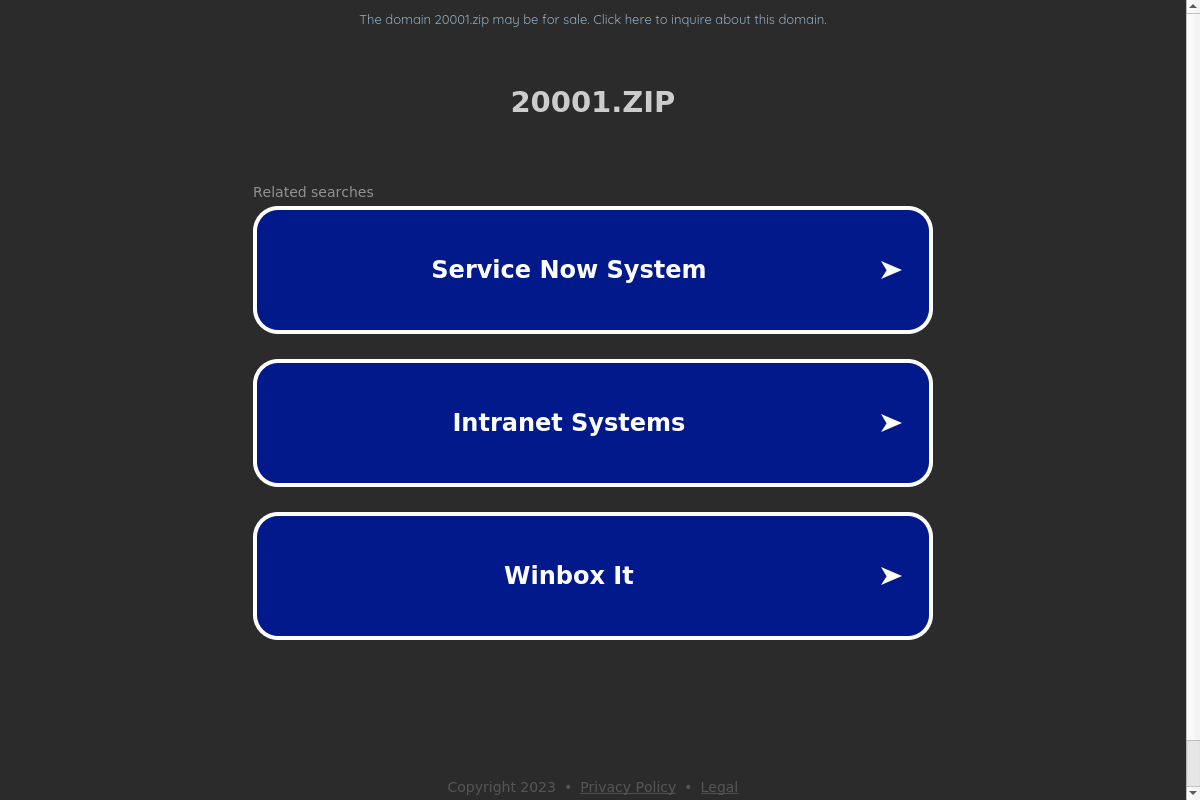 The domain 20001.zip may be for sale. Click here to inquire about this domain.
20001.ZIP
Related searches
Service Now System
Intranet Systems
Winbox It
Copyright 2023 • Privacy Policy • Legal